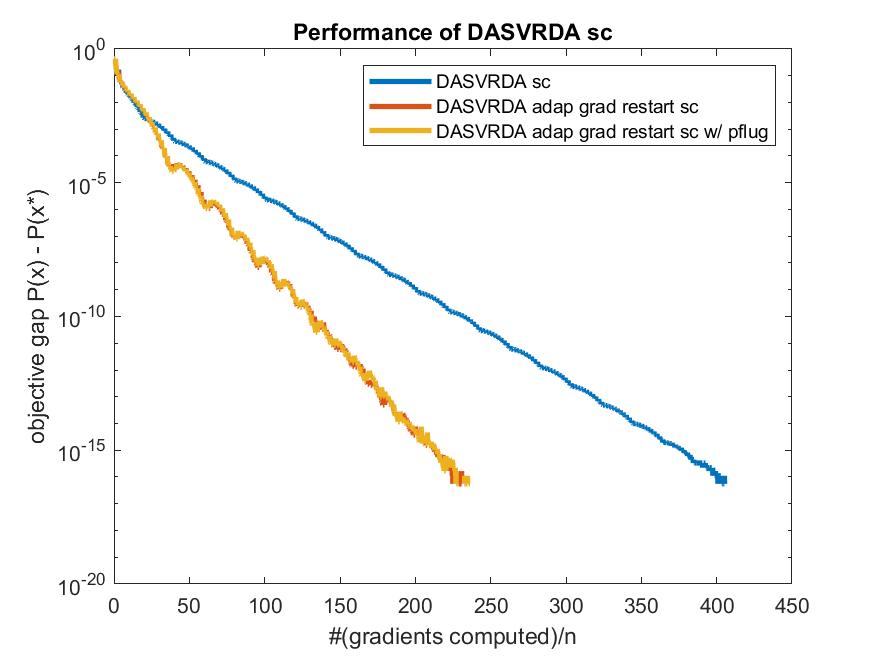 Performance of DASVRDA sc
DASVRDA sc
DASVRDA adap grad restart sc
DASVRDA adap grad restart sc w/ pflug
objective gap P(x) - P(x*)
10^0
10^-5
10^-10
10^-15
10^-20
0 50 100 150 200 250 300 350 400 450
#(gradients computed)/n